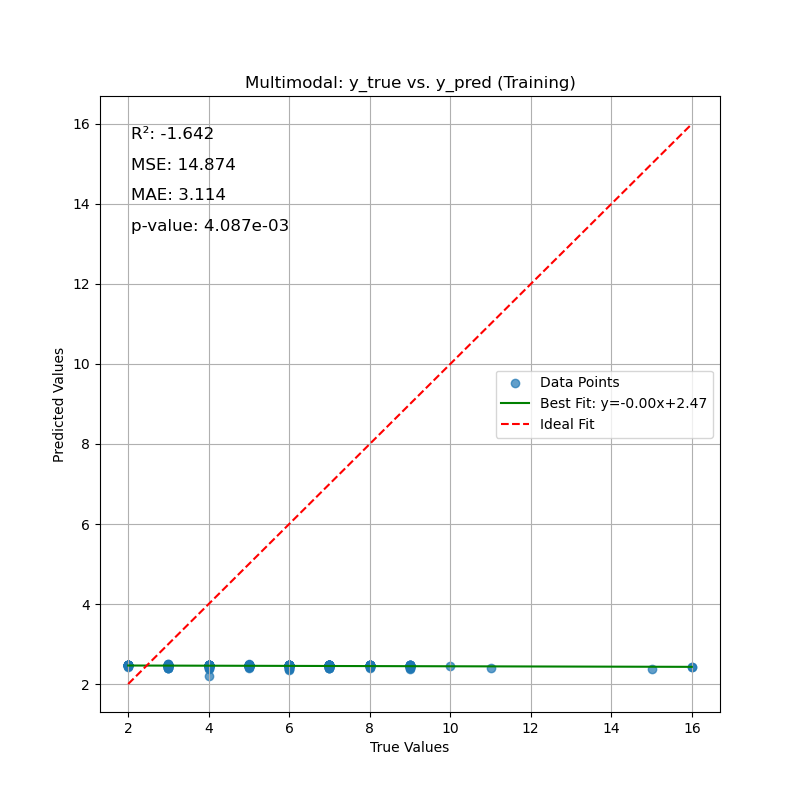 Multimodal: y_true vs. y_pred (Training)
R²: -1.642
MSE: 14.874
MAE: 3.114
p-value: 4.087e-03
16
14
12
10
8
6
4
2
Predicted Values
Data Points
Best Fit: y=-0.00x+2.47
Ideal Fit
2 4 6 8 10 12 14 16
True Values